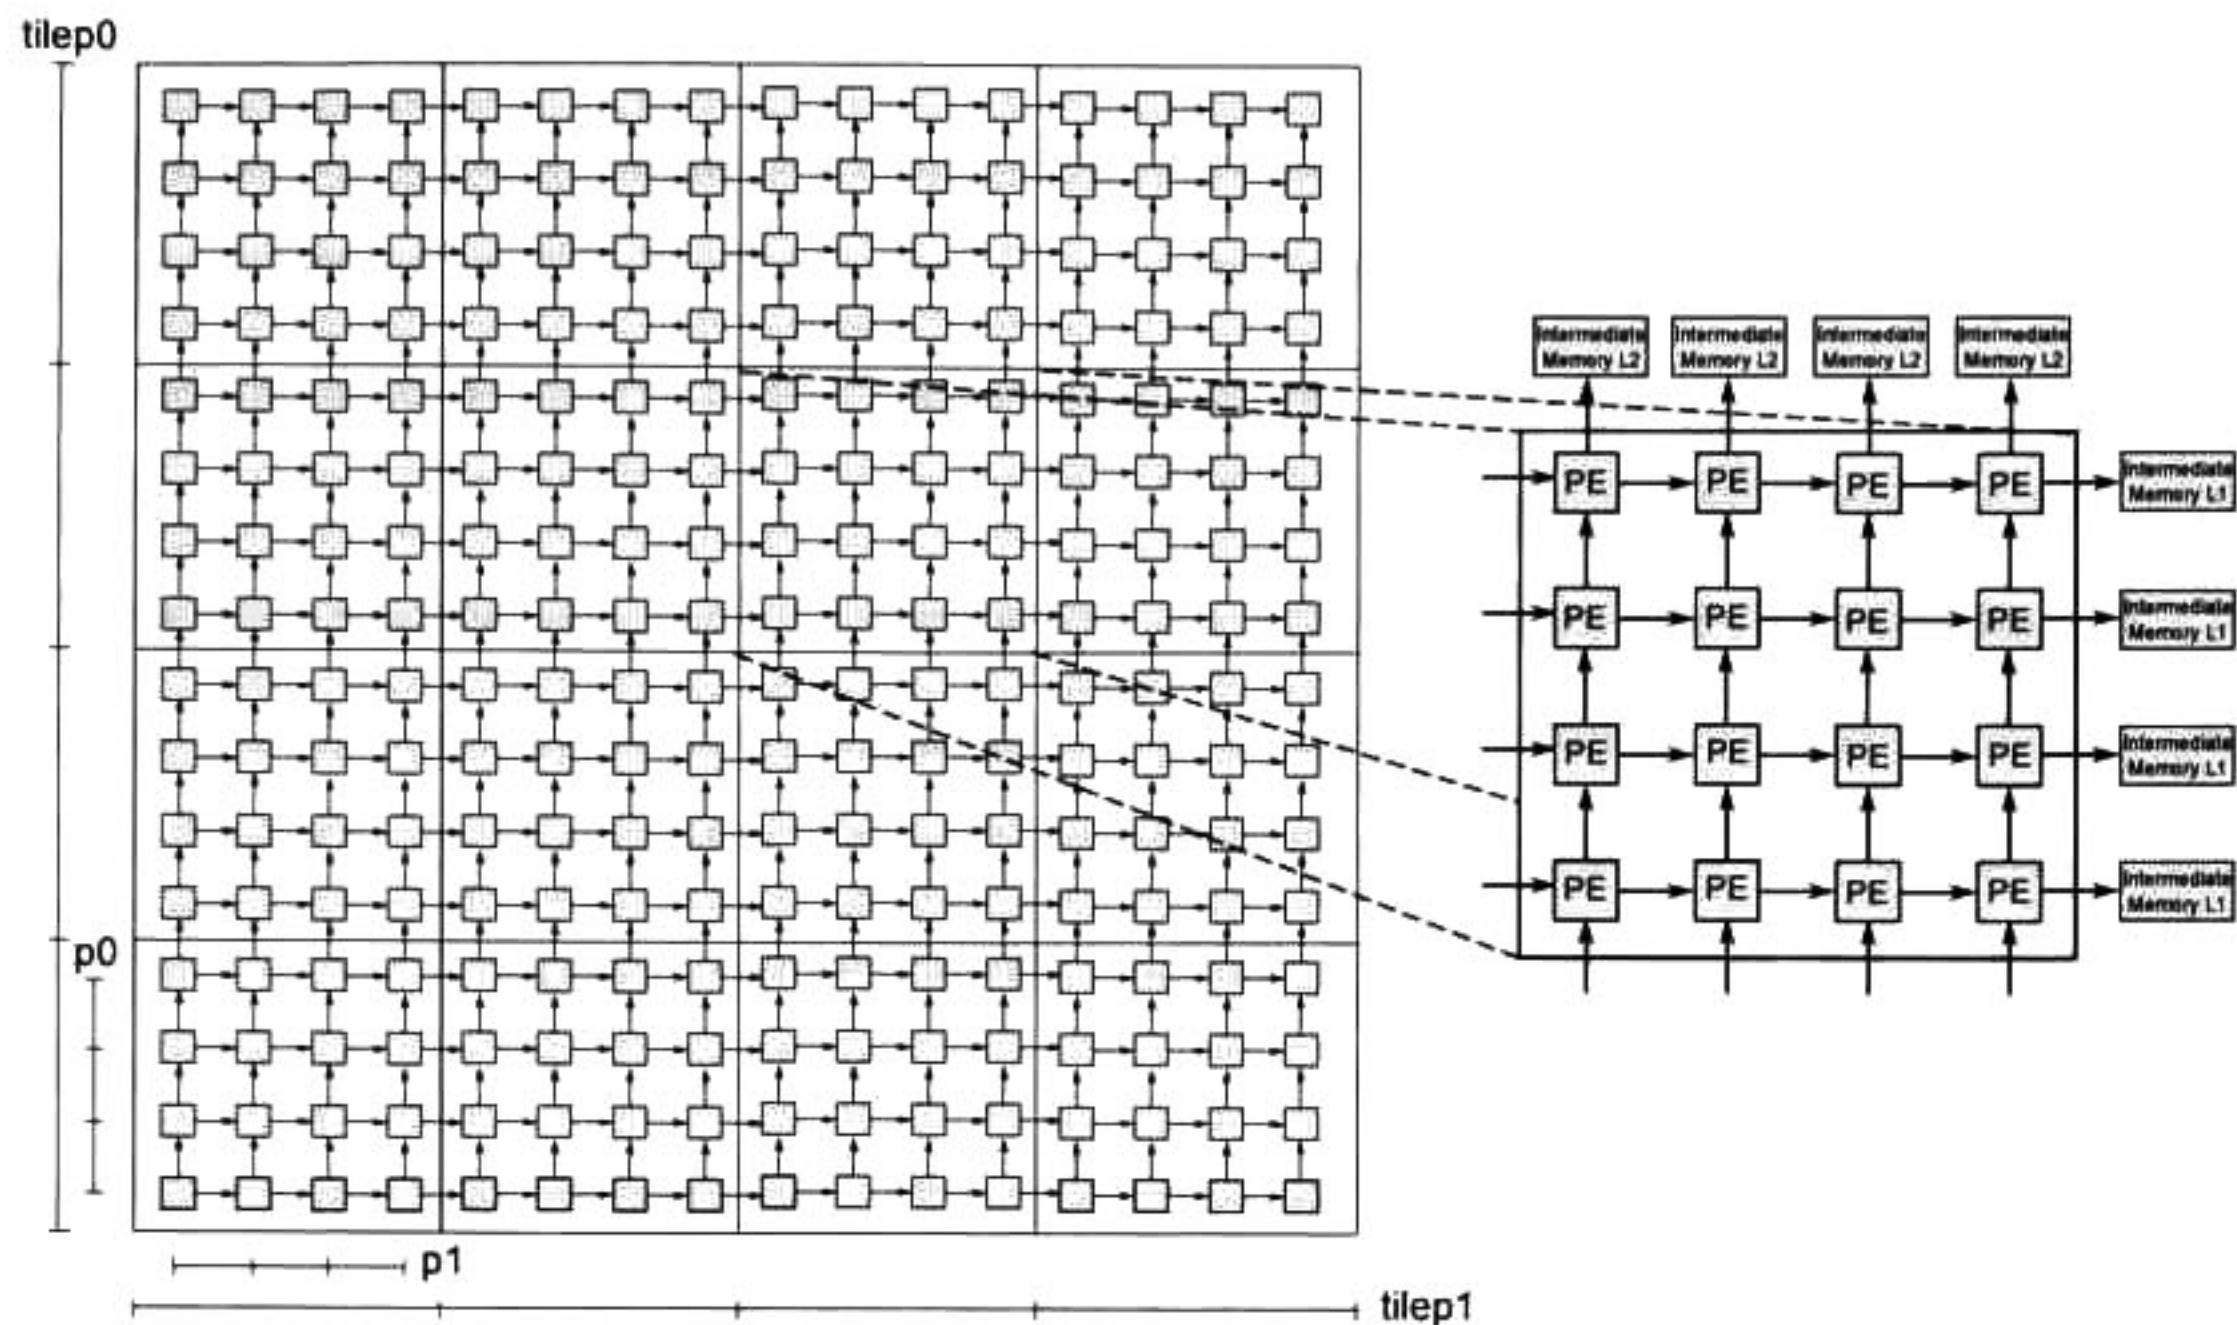 tilep0
Intermediate
Memory L2
Intermediate
Memory L2
Intermediate
Memory L2
Intermediate
Memory L2
PE PE PE PE
Intermediate
Memory L1
PE PE PE PE
Intermediate
Memory L1
PE PE PE PE
Intermediate
Memory L1
PE PE PE PE
Intermediate
Memory L1
p0
p1
tilep1